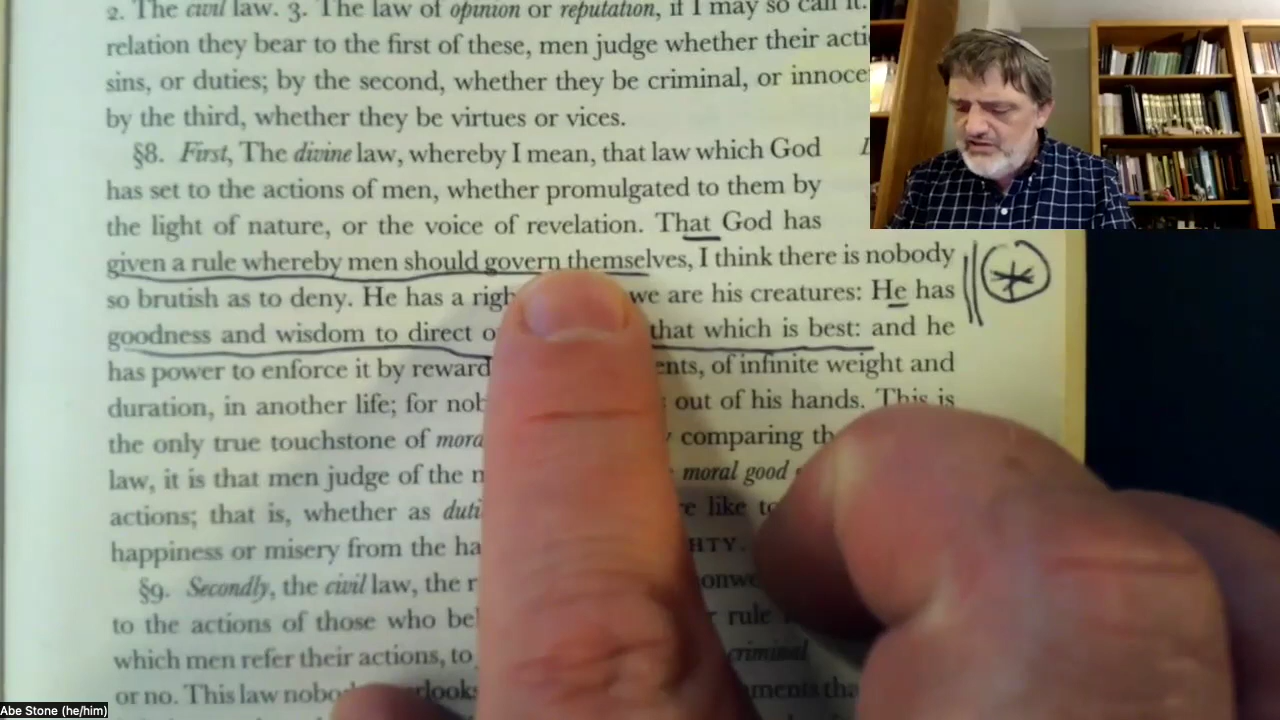 2. The civil law. 3. The law of opinion or reputation, if I may so call it.
relation they bear to the first of these, men judge whether their acti
sins, or duties; by the second, whether they be criminal, or innoce
by the third, whether they be virtues or vices.
§8. First, The divine law, whereby I mean, that law which God
has set to the actions of men, whether promulgated to them by
the light of nature, or the voice of revelation. That God has
given a rule whereby men should govern themselves, I think there is nobody
so brutish as to deny. He has a righ we are his creatures: He has
goodness and wisdom to direct o that which is best: and he
has power to enforce it by reward ents, of infinite weight and
duration, in another life; for nob out of his hands. This is
the only true touchstone of mora comparing th
law, it is that men judge of the m moral good
actions; that is, whether as duti e like to
happiness or misery from the ha HTY.
§9. Secondly, the civil law, the r onwe
to the actions of those who bel rule
which men refer their actions, to criminal
or no. This law nobo looks ments tha
Abe Stone (he/him)